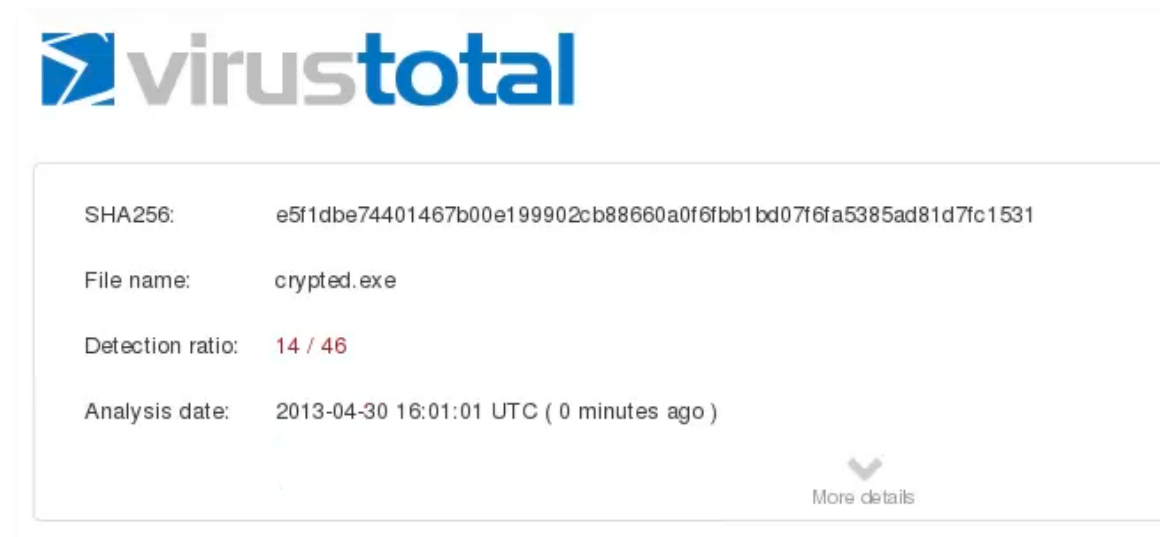 virustotal
SHA256: e5f1dbe74401467b00e199902cb88660a0f6fbb1bd07f6fa5385ad81d7fc1531
File name: crypted.exe
Detection ratio: 14 / 46
Analysis date: 2013-04-30 16:01:01 UTC ( 0 minutes ago )
More details